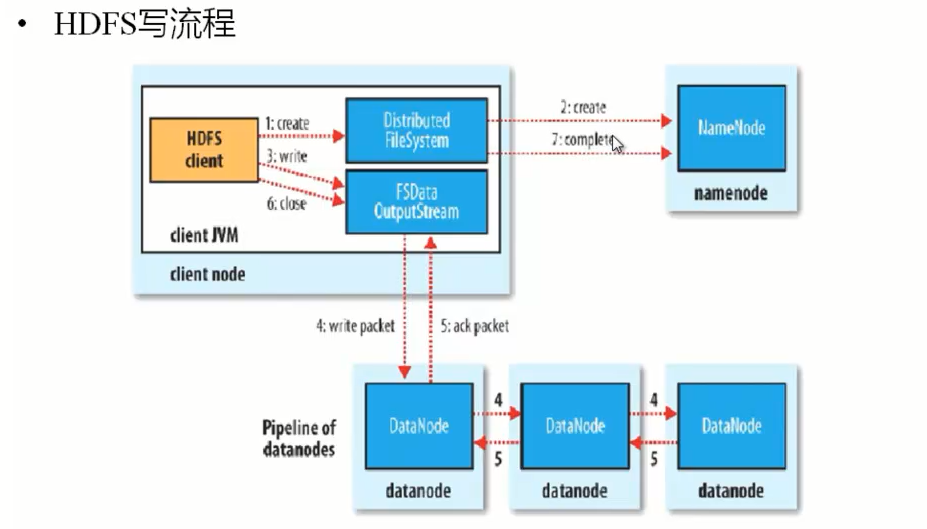 • HDFS写流程
HDFS
client
1: create
3: write
6: close
Distributed
FileSystem
FSData
OutputStream
client JVM
client node
2: create
7: complete
NameNode
namenode
4: write packet
5: ack packet
Pipeline of
datanodes
DataNode
datanode
4
5
DataNode
datanode
4
5
DataNode
datanode